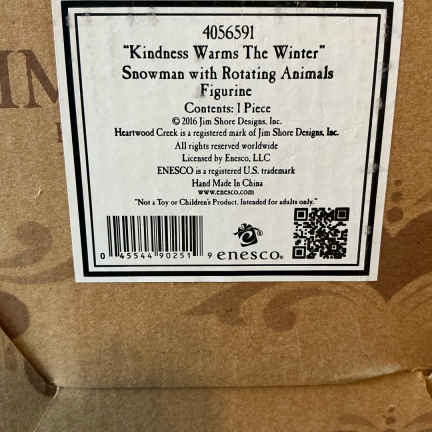 4056591
"Kindness Warms The Winter"
Snowman with Rotating Animals
Figurine
Contents: 1 Piece
© 2016 Jim Shore Designs, Inc.
Heartwood Creek is a registered mark of Jim Shore Designs, Inc.
All rights reserved worldwide
Licensed by Enesco, LLC
ENESCO is a registered U.S. trademark
Hand Made In China
www.enesco.com
"Not a Toy or Children's Product. Intended for adults only."
0 45544 90251 9
enesco.